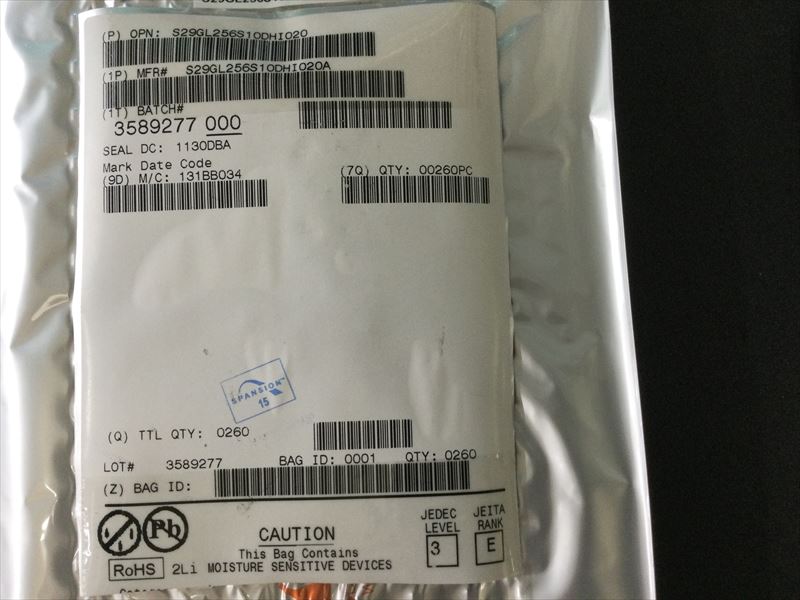 (P) OPN: S29GL256S10DHI020
(1P) MFR# S29GL256S10DHI020A
(1T) BATCH#
3589277 000
SEAL DC: 1130DBA
Mark Date Code
(9D) M/C: 131BB034
(7Q) QTY: 00260PC
SPANSION
15
(Q) TTL QTY: 0260
LOT# 3589277 BAG ID: 0001 QTY: 0260
(Z) BAG ID:
Pb
CAUTION
This Bag Contains
RoHS 2Li MOISTURE SENSITIVE DEVICES
JEDEC
LEVEL
3
JEITA
RANK
E